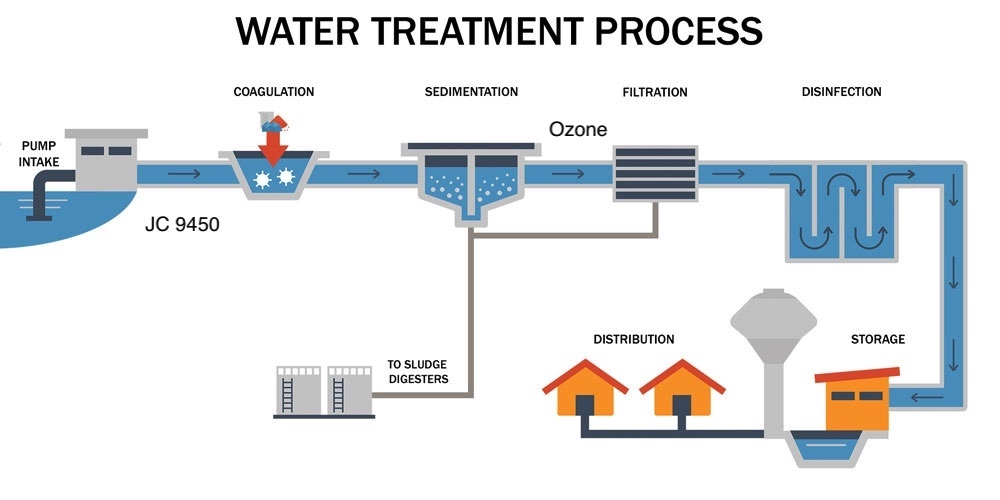 WATER TREATMENT PROCESS
COAGULATION
SEDIMENTATION
FILTRATION
DISINFECTION
Ozone
PUMP
INTAKE
JC 9450
DISTRIBUTION
STORAGE
TO SLUDGE
DIGESTERS